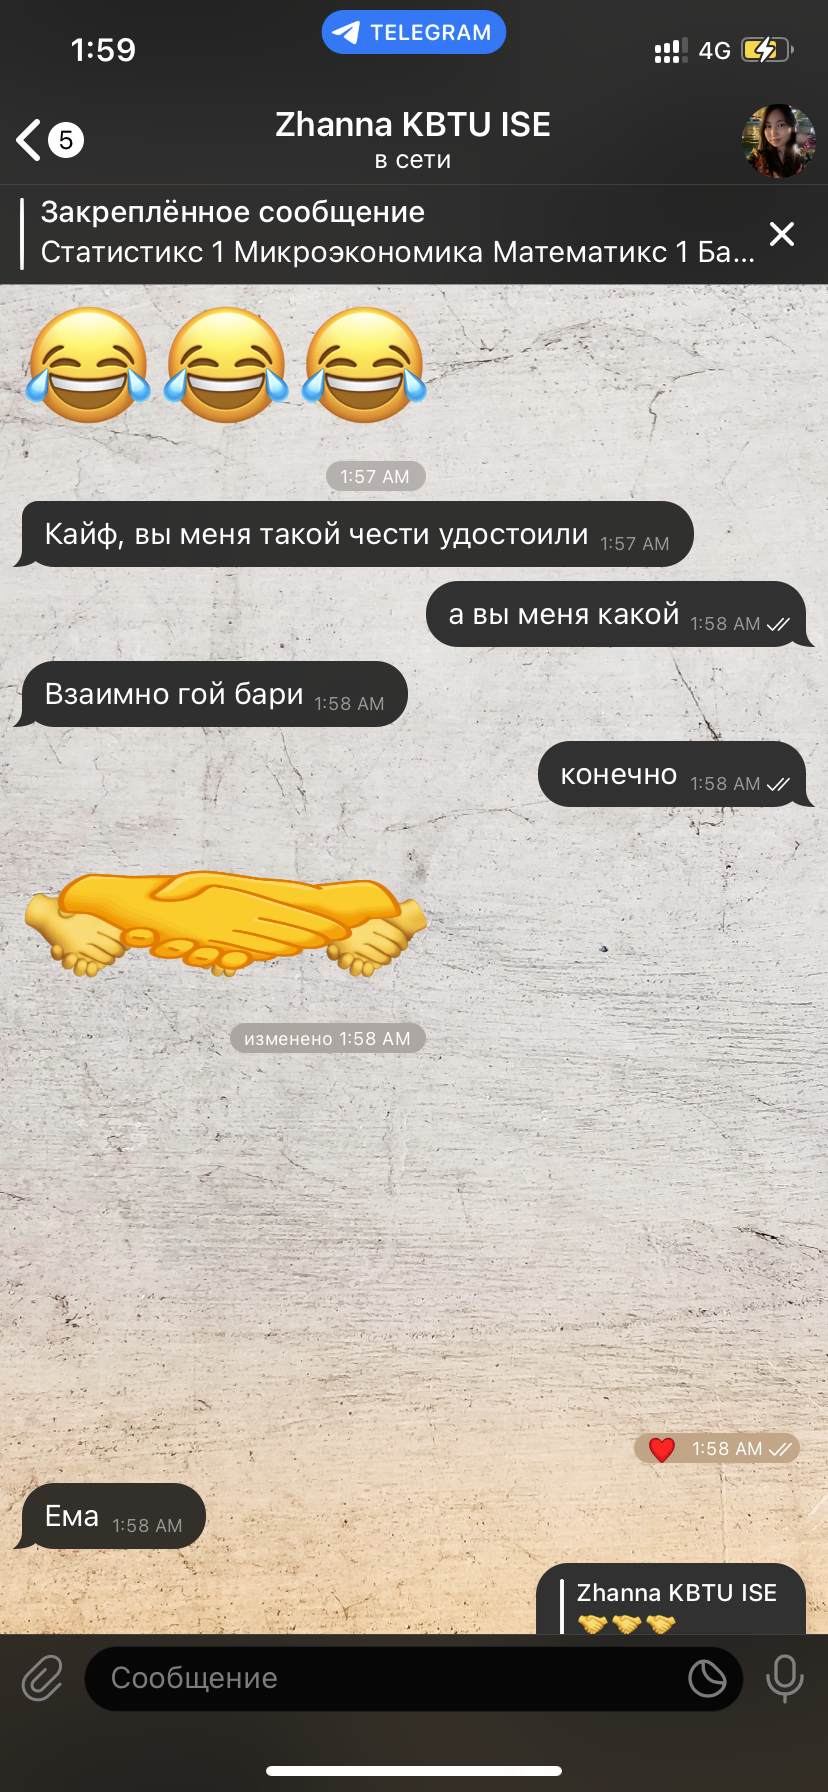 1:59
TELEGRAM
4G
5
Zhanna KBTU ISE
в сети
Закреплённое сообщение
Статистикс 1 Микроэкономика Математикс 1 Ба...
😂😂😂
1:57 AM
Кайф, вы меня такой чести удостоили 1:57 AM
а вы меня какой 1:58 AM
Взаимно гой бари 1:58 AM
конечно 1:58 AM
🤝🤝🤝
изменено 1:58 AM
❤️ 1:58 AM
Ема 1:58 AM
Zhanna KBTU ISE
🤝🤝🤝
Сообщение